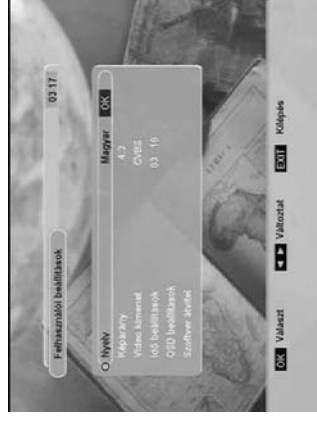 Felhasználói beállítások 03 17
Nyelv Magyar OK
Képarány 4:3
Video kimenet CVBS
Idő beállítások 03 : 16
OSD beállítások
Szoftver átvitel
OK Választ ◄ ► Változtat EXIT Kilépés